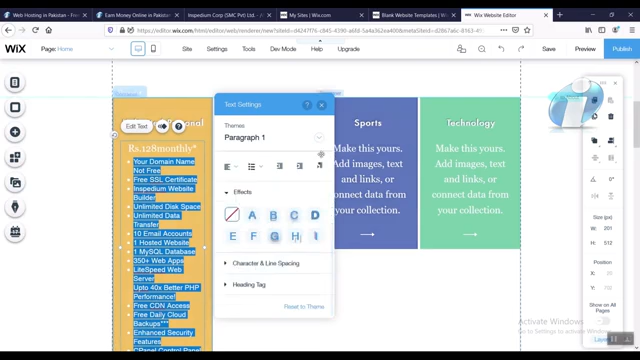 Web Hosting in Pakistan -
Earn Money Online in Pakistan -
Inspedium Corp (SMC Pvt) Ltd. -
My Sites | Wix.com
Blank Website Templates | W
Wix Website Editor
WIX
Page: Home
Site
Settings
Tools
Dev Mode
Help
Upgrade
Save
Preview
Publish
Edit Text
Rs.128monthly*
Your Domain Name
Not Free
Free SSL Certificate
Inspedium Website
Builder
Unlimited Disk Space
Unlimited Data
Transfer
10 Email Accounts
1 Hosted Website
1 MySQL Database
350+ Web Apps
LiteSpeed Web
Server
Upto 40x Better PHP
Performance!
Free CDN Access
Free Daily Cloud
Backups***
Enhanced Security
Features
Text Settings
Themes
Paragraph 1
Effects
A B C D
E F G H I
Character & Line Spacing
Heading Tag
Reset to Theme
Sports
Make this yours.
Add images, text
and links, or
connect data from
your collection.
Technology
Make this yours.
Add images, text
and links, or
connect data from
your collection.
Size (px)
W: 201
H: 512
Position (px)
Show on All
Pages
Activate Windows
Go to Settings to activate Windows.